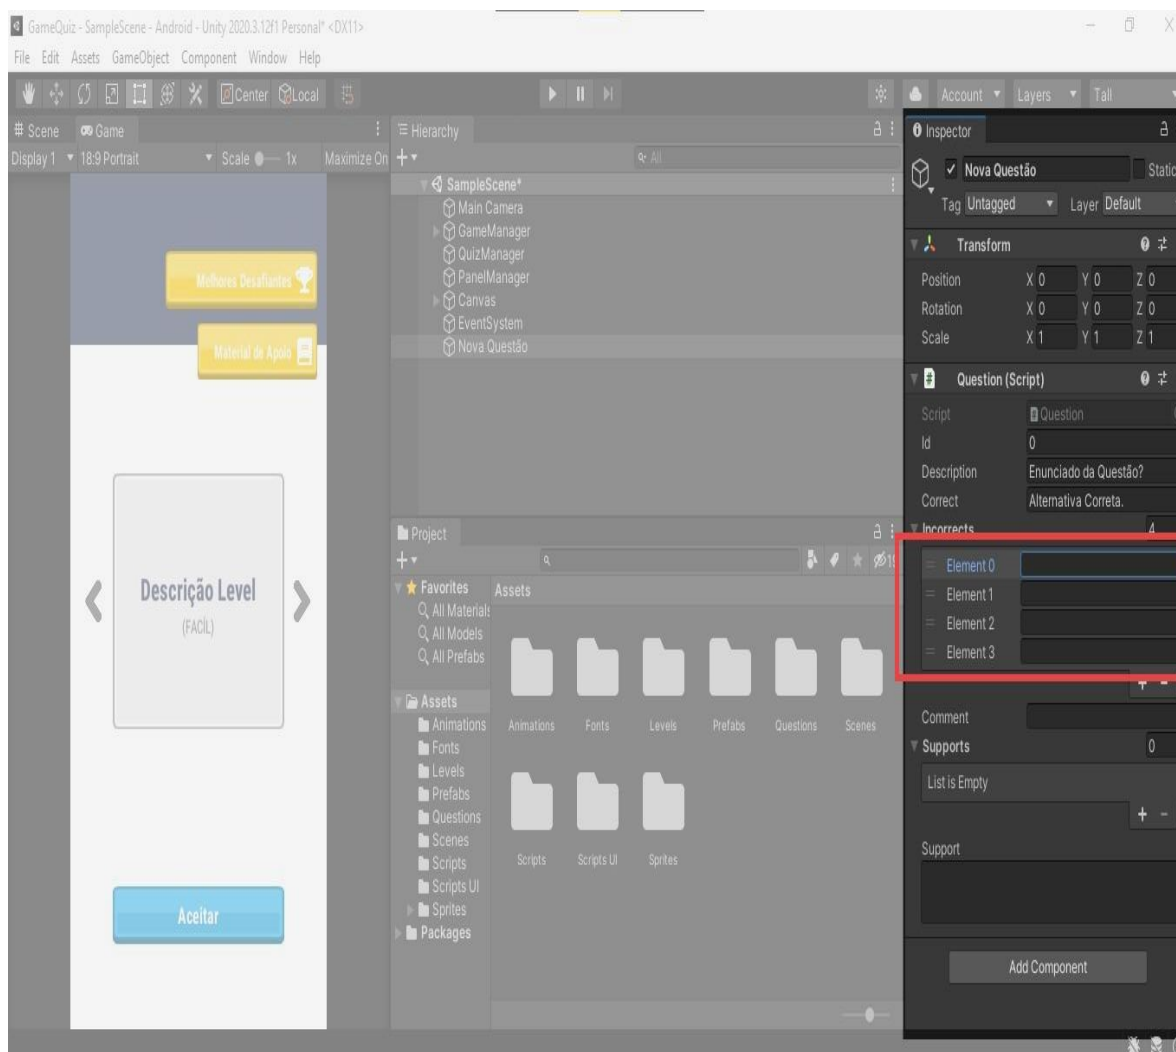 GameQuiz - SampleScene - Android - Unity 2020.3.12f1 Personal* <DX11>
File Edit Assets GameObject Component Window Help
Center Local
Account Layers Tall
Scene Game
Display 1 18:9 Portrait Scale 1x Maximize On
Melhores Desafiantes
Material de Apoio
Descrição Level
(FACÍL)
Aceitar
Hierarchy
All
SampleScene*
Main Camera
GameManager
QuizManager
PanelManager
Canvas
EventSystem
Nova Questão
Project
Favorites
All Materials
All Models
All Prefabs
Assets
Animations
Fonts
Levels
Prefabs
Questions
Scenes
Scripts
Scripts UI
Sprites
Packages
Assets
Animations Fonts Levels Prefabs Questions Scenes
Scripts Scripts UI Sprites
Inspector
Nova Questão Static
Tag Untagged Layer Default
Transform
Position X 0 Y 0 Z 0
Rotation X 0 Y 0 Z 0
Scale X 1 Y 1 Z 1
Question (Script)
Script Question
Id 0
Description Enunciado da Questão?
Correct Alternativa Correta.
Incorrects 4
Element 0
Element 1
Element 2
Element 3
+ -
Comment
Supports 0
List is Empty
+ -
Support
Add Component